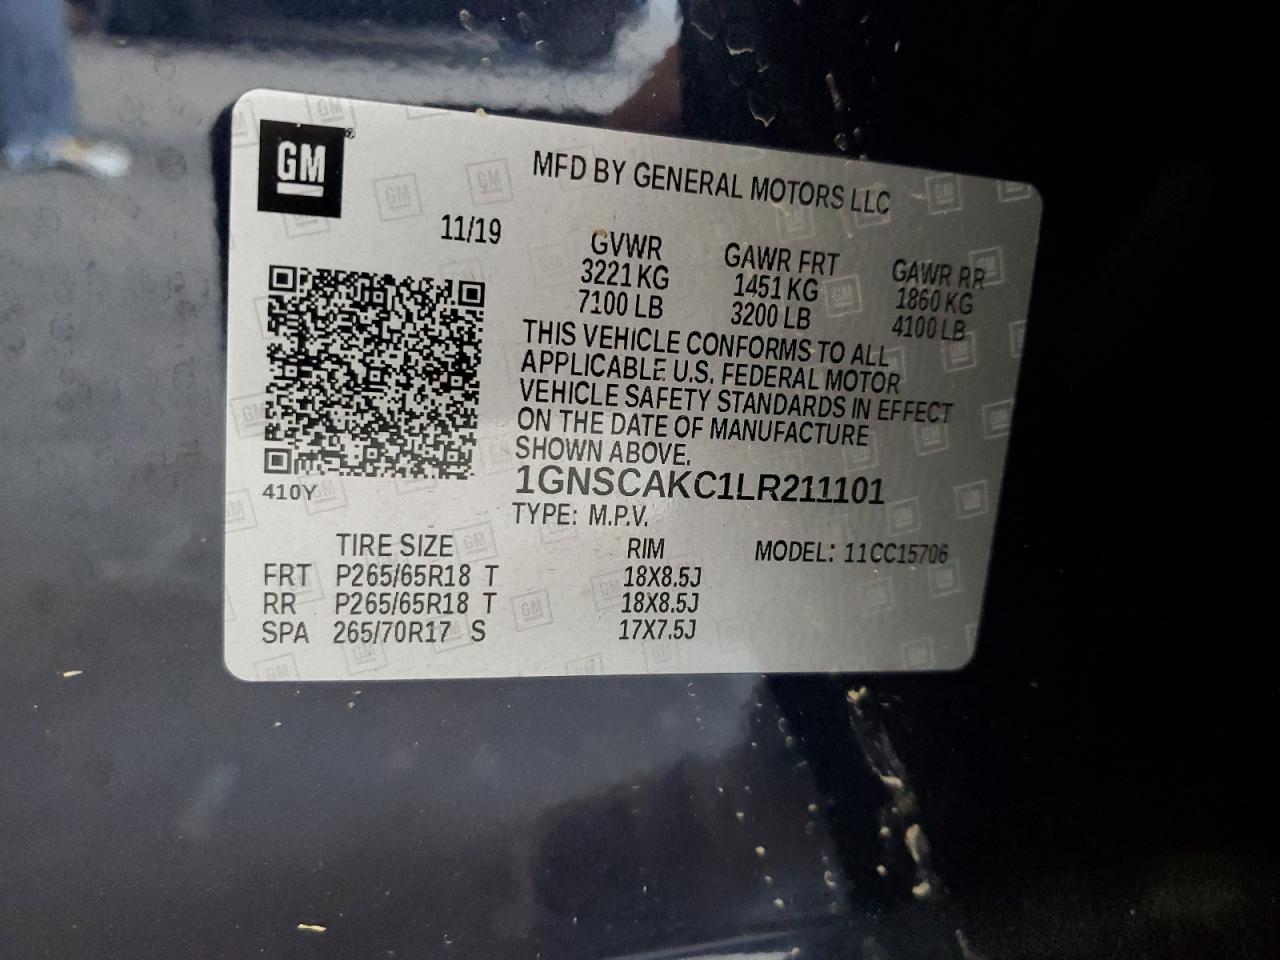 GM
MFD BY GENERAL MOTORS LLC
11/19
GVWR GAWR FRT GAWR RR
3221 KG 1451 KG 1860 KG
7100 LB 3200 LB 4100 LB
THIS VEHICLE CONFORMS TO ALL
APPLICABLE U.S. FEDERAL MOTOR
VEHICLE SAFETY STANDARDS IN EFFECT
ON THE DATE OF MANUFACTURE
SHOWN ABOVE.
410Y
1GNSCAKC1LR211101
TYPE: M.P.V.
TIRE SIZE RIM MODEL: 11CC15706
FRT P265/65R18 T 18X8.5J
RR P265/65R18 T 18X8.5J
SPA 265/70R17 S 17X7.5J